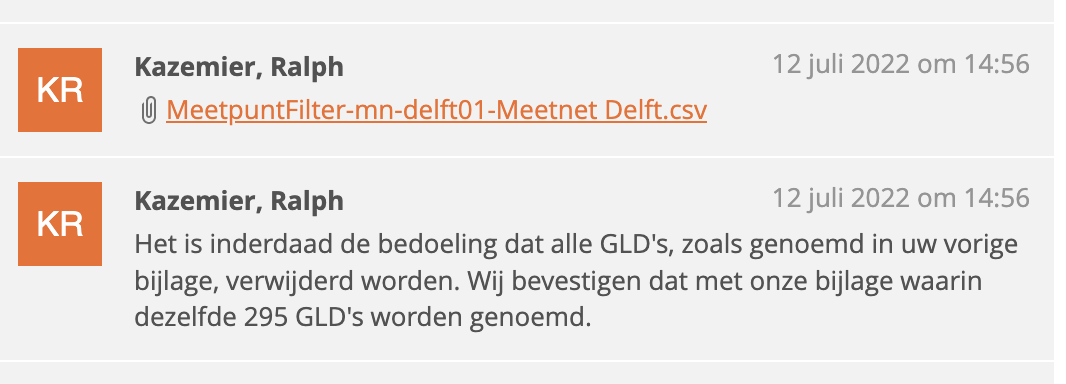 KR
Kazemier, Ralph
12 juli 2022 om 14:56
MeetpuntFilter-mn-delft01-Meetnet Delft.csv
KR
Kazemier, Ralph
12 juli 2022 om 14:56
Het is inderdaad de bedoeling dat alle GLD's, zoals genoemd in uw vorige
bijlage, verwijderd worden. Wij bevestigen dat met onze bijlage waarin
dezelfde 295 GLD's worden genoemd.